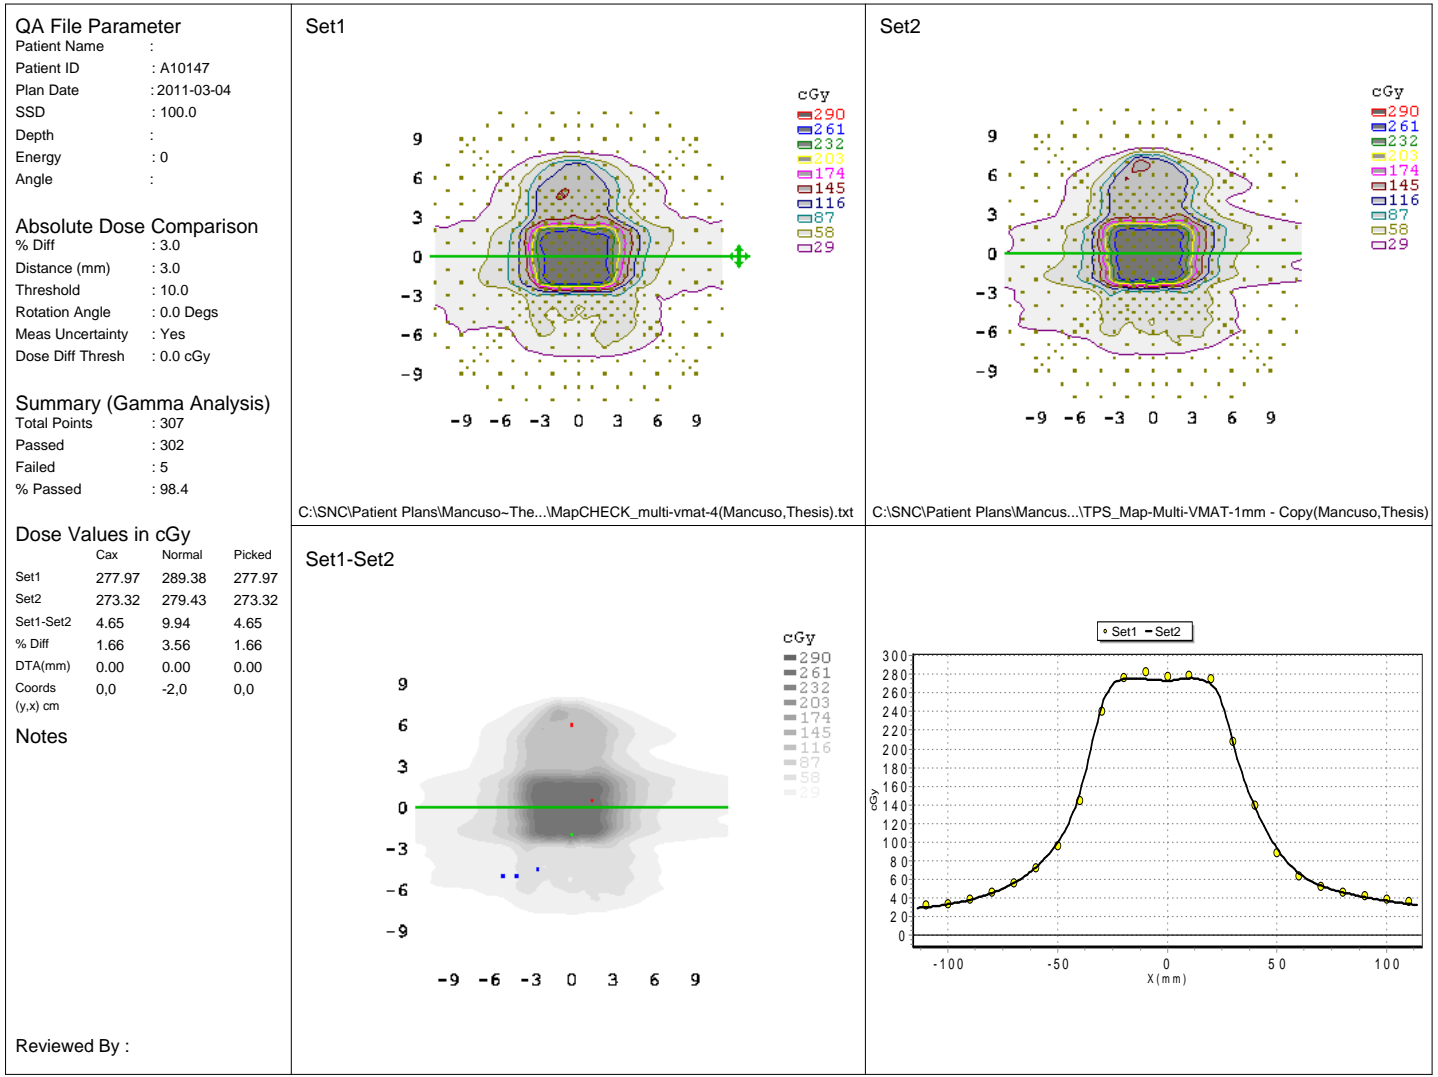 QA File Parameter
Patient Name :
Patient ID : A10147
Plan Date : 2011-03-04
SSD : 100.0
Depth :
Energy : 0
Angle :
Absolute Dose Comparison
% Diff : 3.0
Distance (mm) : 3.0
Threshold : 10.0
Rotation Angle : 0.0 Degs
Meas Uncertainty : Yes
Dose Diff Thresh : 0.0 cGy
Summary (Gamma Analysis)
Total Points : 307
Passed : 302
Failed : 5
% Passed : 98.4
Dose Values in cGy
Cax Normal Picked
Set1 277.97 289.38 277.97
Set2 273.32 279.43 273.32
Set1-Set2 4.65 9.94 4.65
% Diff 1.66 3.56 1.66
DTA(mm) 0.00 0.00 0.00
Coords 0,0 -2,0 0,0
(y,x) cm
Notes
Reviewed By :
Set1
cGy
290
261
232
203
174
145
116
87
58
29
9
6
3
0
-3
-6
-9
-9 -6 -3 0 3 6 9
C:\SNC\Patient Plans\Mancuso~The...\MapCHECK_multi-vmat-4(Mancuso,Thesis).txt
Set2
cGy
290
261
232
203
174
145
116
87
58
29
9
6
3
0
-3
-6
-9
-9 -6 -3 0 3 6 9
C:\SNC\Patient Plans\Mancus...\TPS_Map-Multi-VMAT-1mm - Copy(Mancuso,Thesis)
Set1-Set2
cGy
290
261
232
203
174
145
116
87
58
29
9
6
3
0
-3
-6
-9
-9 -6 -3 0 3 6 9
Set1 Set2
300
280
260
240
220
200
180
160
140
120
100
80
60
40
20
0
cGy
-100 -50 0 50 100
X(mm)